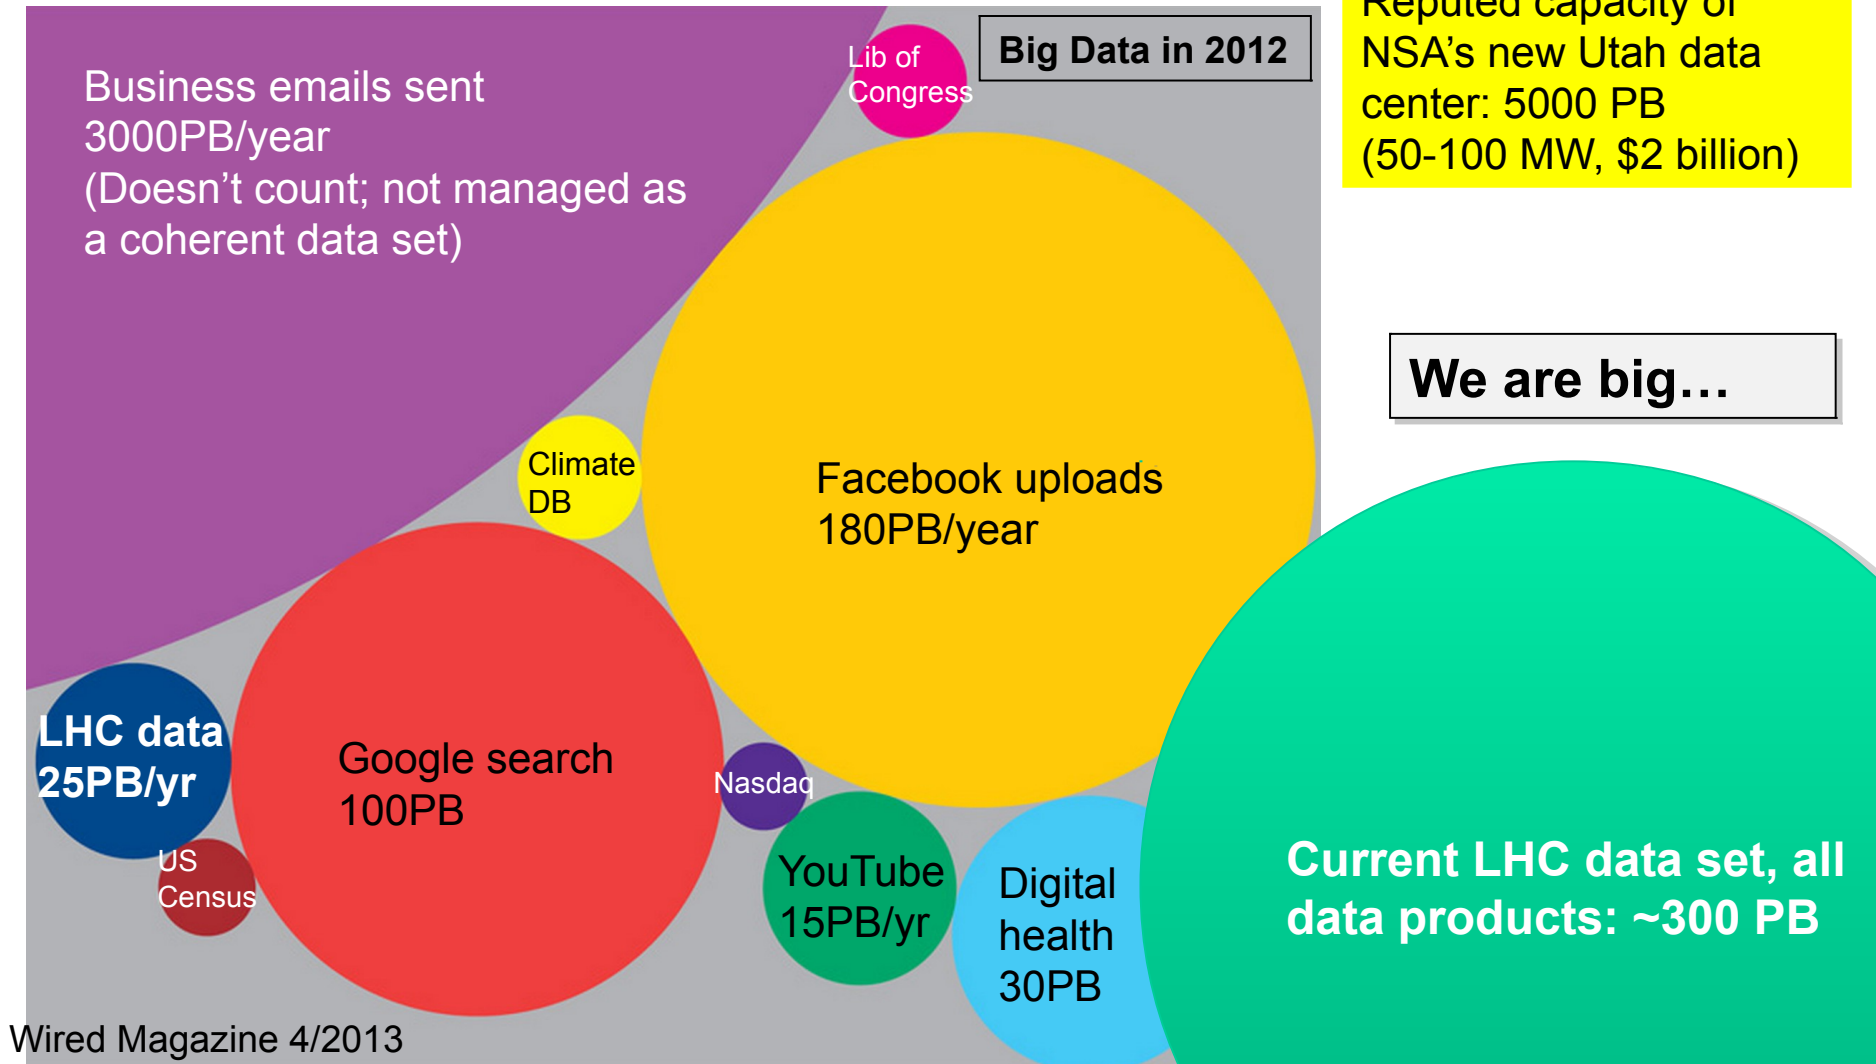 Business emails sent
3000PB/year
(Doesn’t count; not managed as
a coherent data set)
Lib of
Congress
Big Data in 2012
Reputed capacity of
NSA’s new Utah data
center: 5000 PB
(50-100 MW, $2 billion)
We are big…
Climate
DB
Facebook uploads
180PB/year
LHC data
25PB/yr
Google search
100PB
Nasdaq
US
Census
YouTube
15PB/yr
Digital
health
30PB
Current LHC data set, all
data products: ~300 PB
Wired Magazine 4/2013